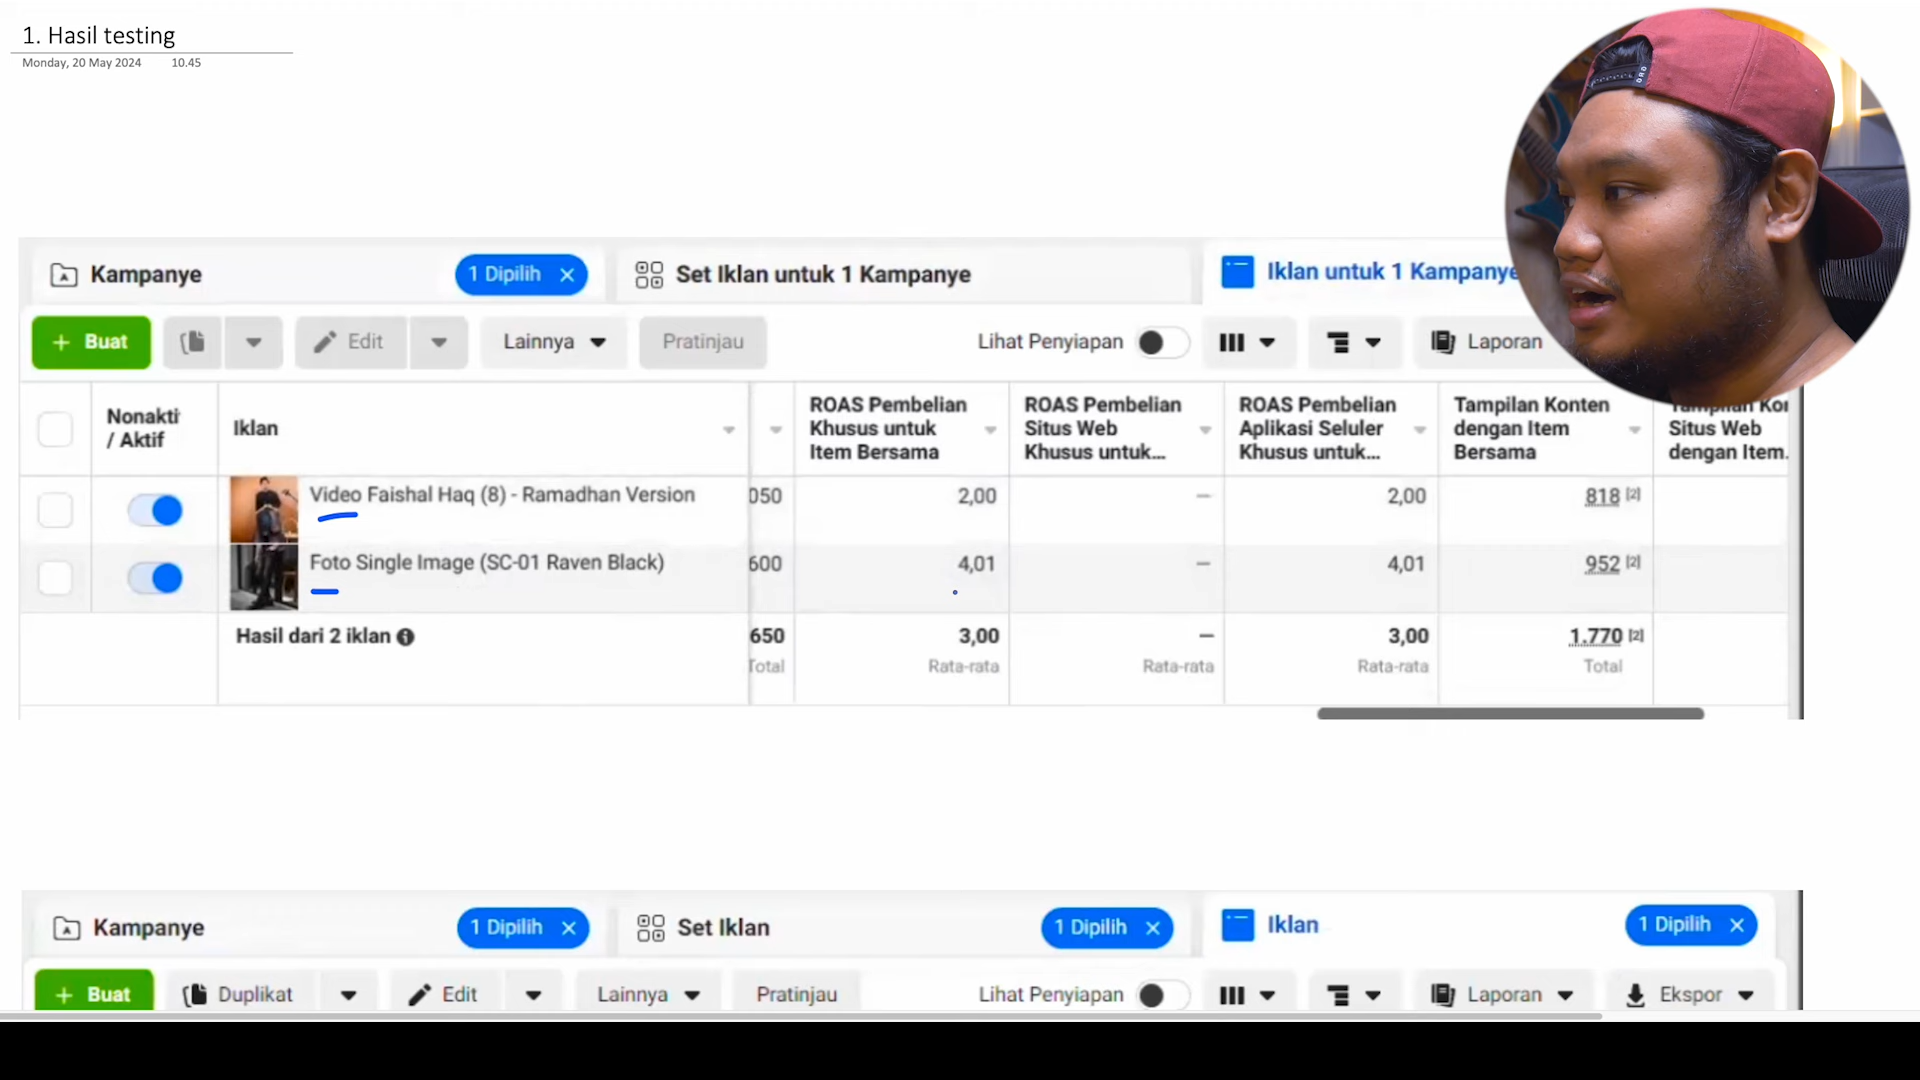 1. Hasil testing
Monday, 20 May 2024 10.45
Kampanye 1 Dipilih × Set Iklan untuk 1 Kampanye Iklan untuk 1 Kampanye
+ Buat Edit Lainnya Pratinjau Lihat Penyiapan Laporan
Nonakti
/ Aktif
Iklan
ROAS Pembelian
Khusus untuk
Item Bersama
ROAS Pembelian
Situs Web
Khusus untuk...
ROAS Pembelian
Aplikasi Seluler
Khusus untuk...
Tampilan Konten
dengan Item
Bersama
Tampilan Kon
Situs Web
dengan Item.
Video Faishal Haq (8) - Ramadhan Version 050 2,00 — 2,00 818 [2]
Foto Single Image (SC-01 Raven Black) 600 4,01 — 4,01 952 [2]
Hasil dari 2 iklan 650 3,00 — 3,00 1.770 [2]
Total Rata-rata Rata-rata Rata-rata Total
Kampanye 1 Dipilih × Set Iklan 1 Dipilih × Iklan 1 Dipilih ×
+ Buat Duplikat Edit Lainnya Pratinjau Lihat Penyiapan Laporan Ekspor